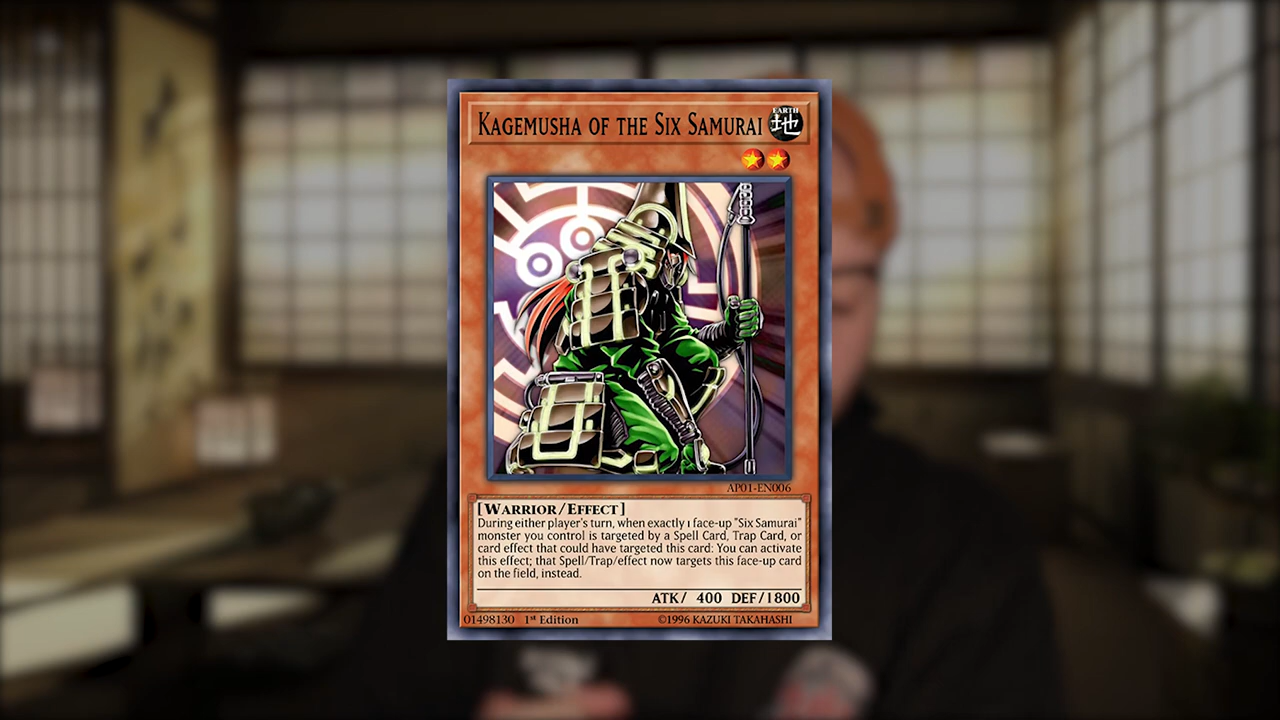 Kagemusha of the Six Samurai
EARTH
地
AP01-EN006
[Warrior/Effect]
During either player's turn, when exactly 1 face-up "Six Samurai"
monster you control is targeted by a Spell Card, Trap Card, or
card effect that could have targeted this card: You can activate
this effect; that Spell/Trap/effect now targets this face-up card
on the field, instead.
ATK/ 400 DEF/1800
01498130 1st Edition ©1996 KAZUKI TAKAHASHI